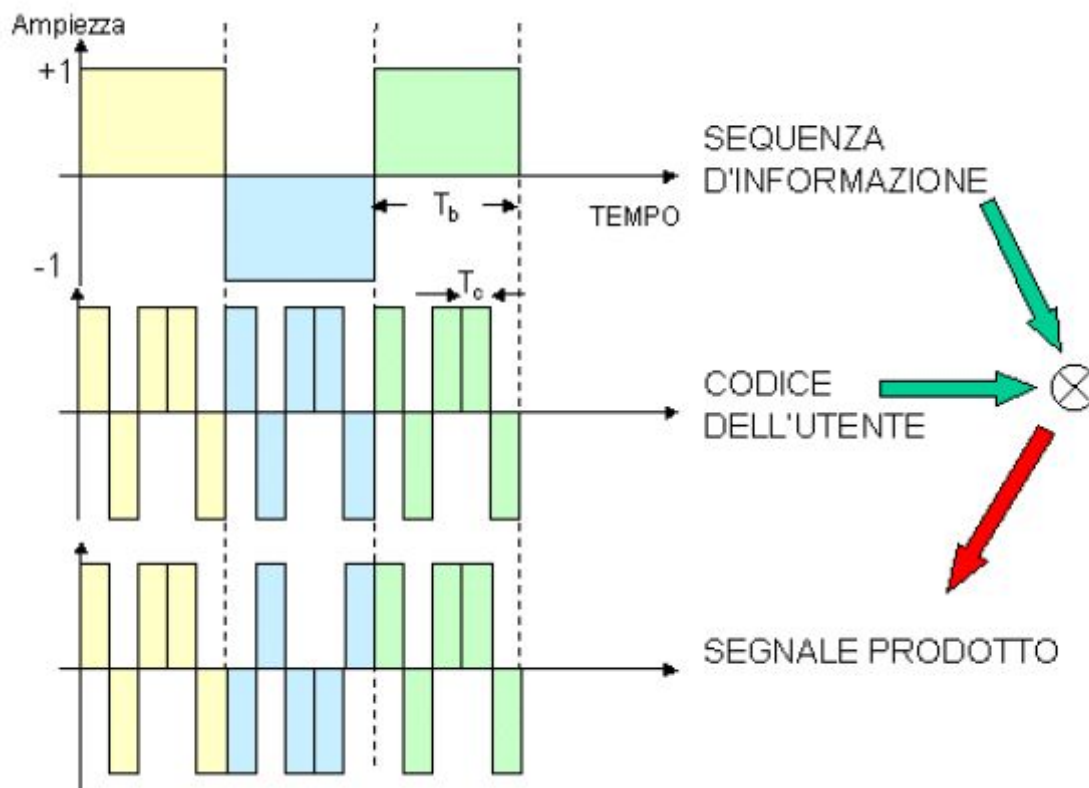 Ampiezza
+1
SEQUENZA
D'INFORMAZIONE
Tb
TEMPO
-1
Tc
CODICE
DELL'UTENTE
SEGNALE PRODOTTO